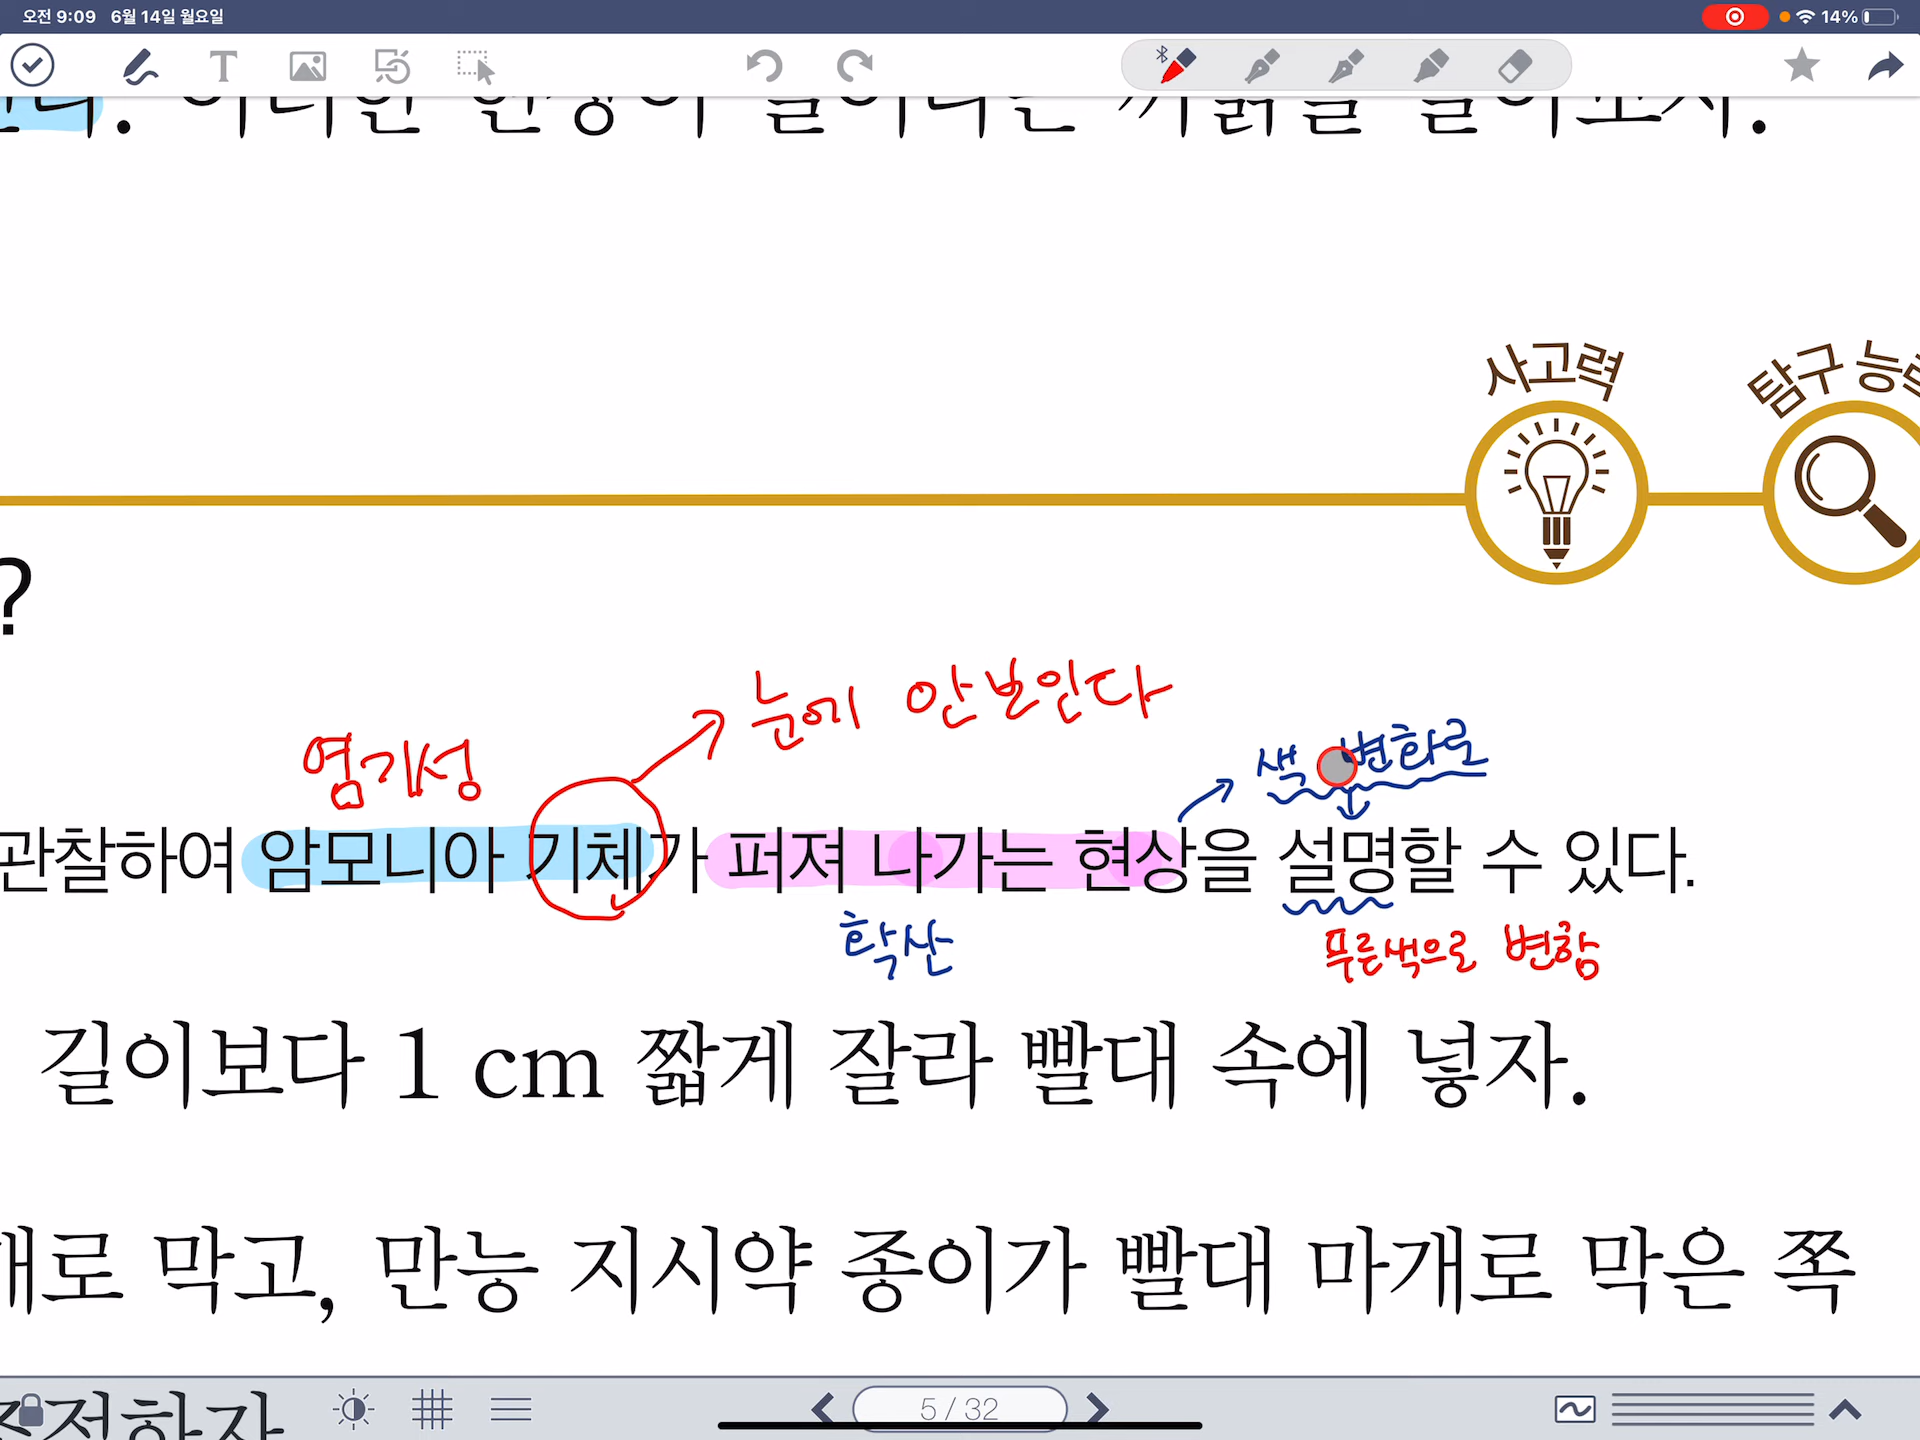 오전 9:09 6월 14일 월요일
14%
T
사고력
탐구 능력
?
눈에 안보인다
염기성
색 변화로
관찰하여 암모니아 기체가 퍼져 나가는 현상을 설명할 수 있다.
확산
푸른색으로 변함
길이보다 1 cm 짧게 잘라 빨대 속에 넣자.
개로 막고, 만능 지시약 종이가 빨대 마개로 막은 쪽
5 / 32